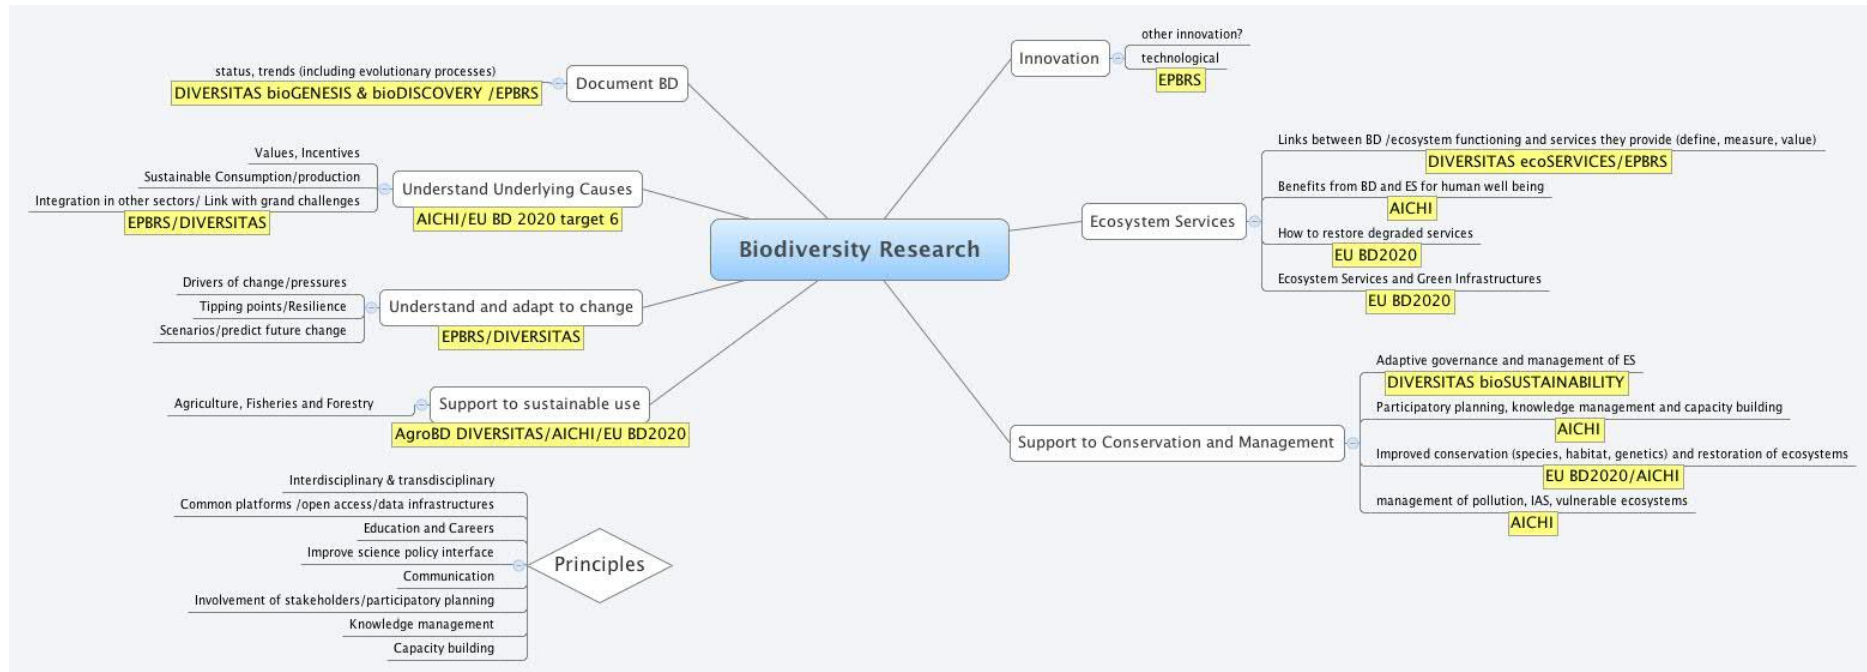 Biodiversity Research
Document BD
status, trends (including evolutionary processes)
DIVERSITAS bioGENESIS & bioDISCOVERY /EPBRS
Understand Underlying Causes
AICHI/EU BD 2020 target 6
Values, Incentives
Sustainable Consumption/production
Integration in other sectors/ Link with grand challenges
EPBRS/DIVERSITAS
Understand and adapt to change
EPBRS/DIVERSITAS
Drivers of change/pressures
Tipping points/Resilience
Scenarios/predict future change
Support to sustainable use
AgroBD DIVERSITAS/AICHI/EU BD2020
Agriculture, Fisheries and Forestry
Principles
Interdisciplinary & transdisciplinary
Common platforms /open access/data infrastructures
Education and Careers
Improve science policy interface
Communication
Involvement of stakeholders/participatory planning
Knowledge management
Capacity building
Innovation
other innovation?
technological
EPBRS
Ecosystem Services
Links between BD /ecosystem functioning and services they provide (define, measure, value)
DIVERSITAS ecoSERVICES/EPBRS
Benefits from BD and ES for human well being
AICHI
How to restore degraded services
EU BD2020
Ecosystem Services and Green Infrastructures
EU BD2020
Support to Conservation and Management
Adaptive governance and management of ES
DIVERSITAS bioSUSTAINABILITY
Participatory planning, knowledge management and capacity building
AICHI
Improved conservation (species, habitat, genetics) and restoration of ecosystems
EU BD2020/AICHI
management of pollution, IAS, vulnerable ecosystems
AICHI